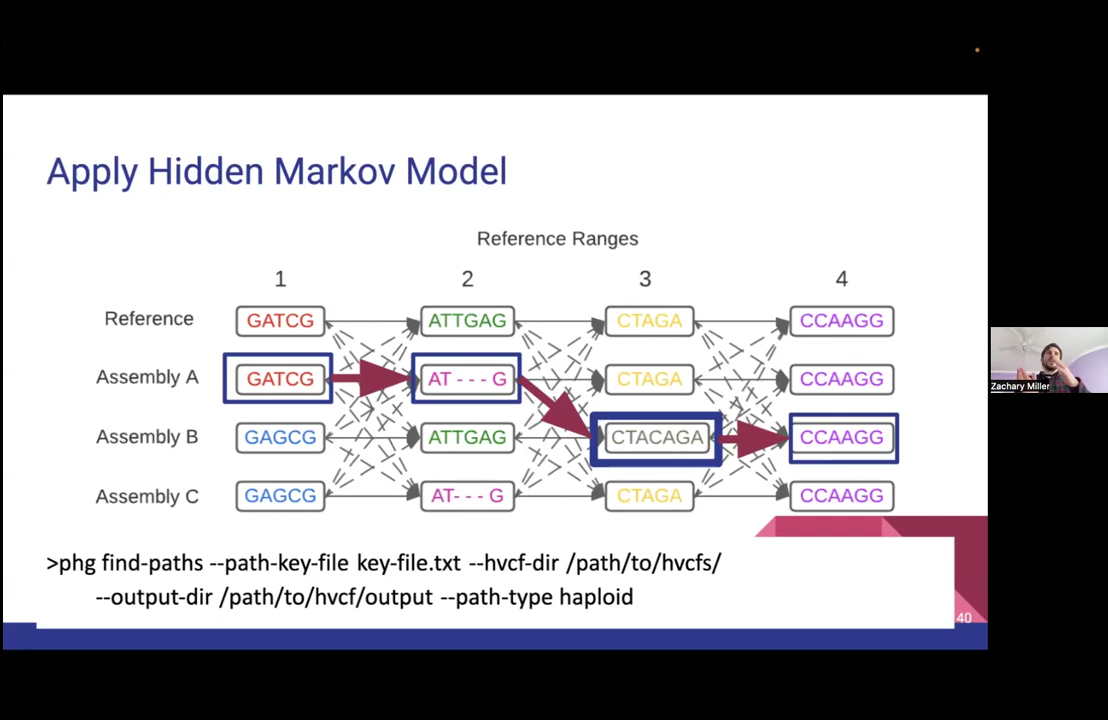 Apply Hidden Markov Model
Reference Ranges
1 2 3 4
Reference GATCG ATTGAG CTAGA CCAAGG
Assembly A GATCG AT - - - G CTAGA CCAAGG
Assembly B GAGCG ATTGAG CTACAGA CCAAGG
Assembly C GAGCG AT- - - G CTAGA CCAAGG
>phg find-paths --path-key-file key-file.txt --hvcf-dir /path/to/hvcfs/
--output-dir /path/to/hvcf/output --path-type haploid
40
Zachary Miller